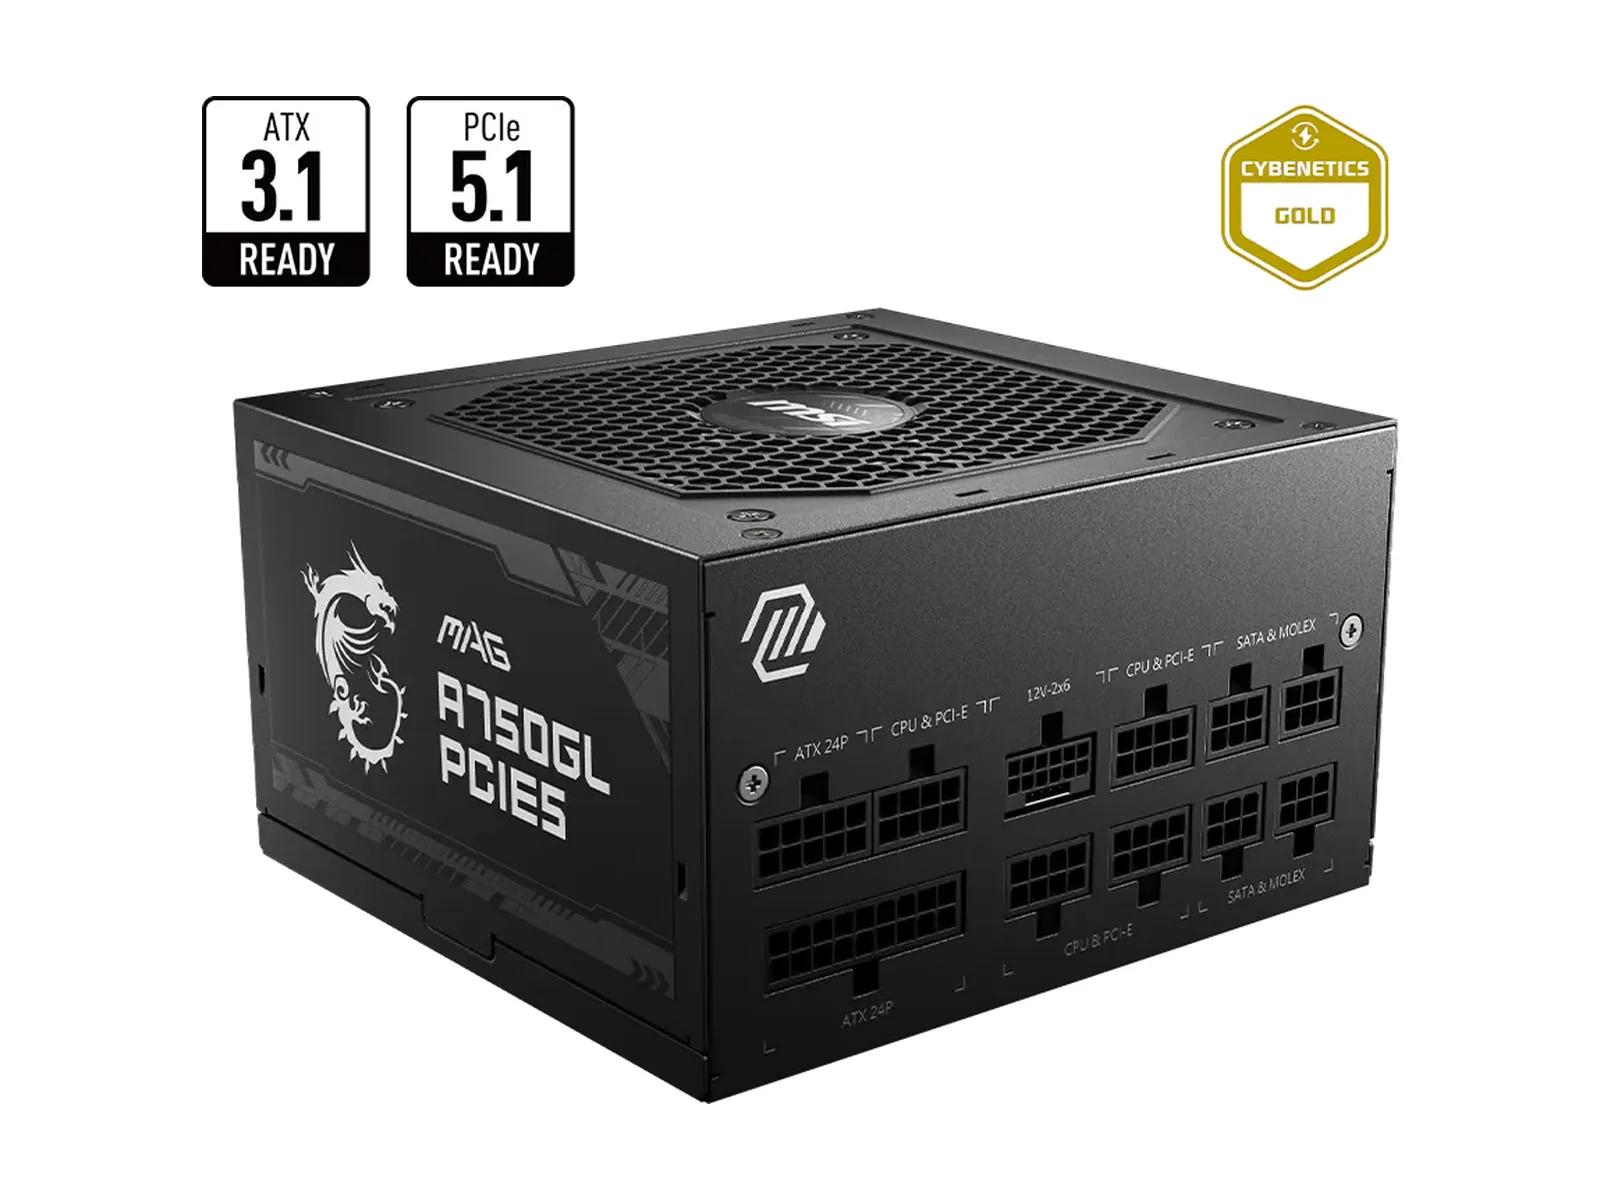 ATX
3.1
READY
PCIe
5.1
READY
CYBENETICS
GOLD
msi
MAG
A750GL
PCIE5
ATX 24P
CPU & PCI-E
12V-2x6
CPU & PCI-E
SATA & MOLEX
ATX 24P
CPU & PCI-E
SATA & MOLEX